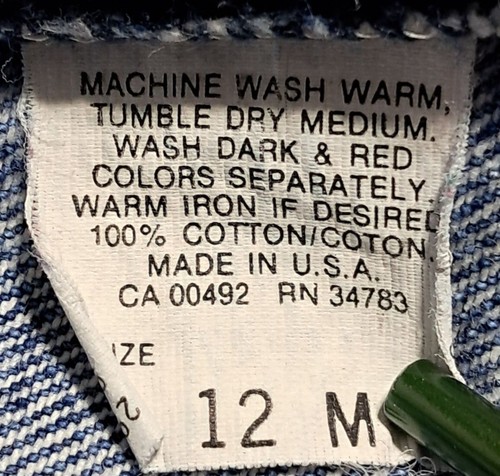 MACHINE WASH WARM,
TUMBLE DRY MEDIUM.
WASH DARK & RED
COLORS SEPARATELY.
WARM IRON IF DESIRED
100% COTTON/COTON.
MADE IN U.S.A.
CA 00492 RN 34783
IZE
12 M